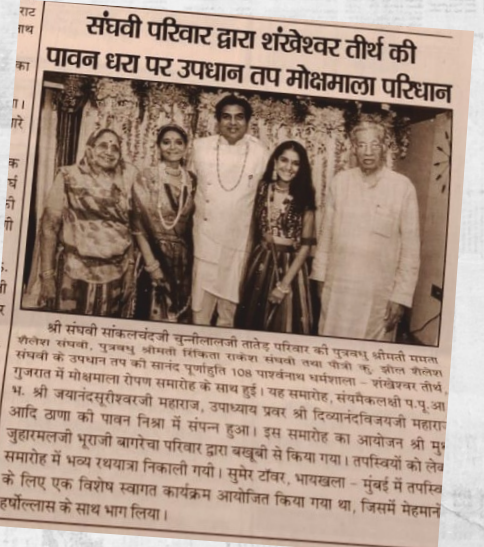 राट
नाथ
का
ा।
ारे
क
र्घ
ही
णी
संघवी परिवार द्वारा शंखेश्वर तीर्थ की
पावन धरा पर उपधान तप मोक्षमाला परिधान
श्री संघवी सांकलचंदजी चुन्नीलालजी तातेड़ परिवार की पुत्रवधु श्रीमती ममता
शैलेश संघवी, पुत्रवधु श्रीमती रिंकिता राकेश संघवी तथा पौत्री कु. झील शैलेश
संघवी के उपधान तप की सानंद पूर्णाहुति 108 पार्श्वनाथ धर्मशाला – शंखेश्वर तीर्थ,
गुजरात में मोक्षमाला रोपण समारोह के साथ हुई। यह समारोह, संयमैकलक्षी प.पू.आ
भ. श्री जयानंदसूरीश्वरजी महाराज, उपाध्याय प्रवर श्री दिव्यानंदविजयजी महारा
आदि ठाणा की पावन निश्रा में संपन्न हुआ। इस समारोह का आयोजन श्री मु
जुहारमलजी भूराजी बागरेचा परिवार द्वारा बखूबी से किया गया। तपस्वियों को लेक
समारोह में भव्य रथयात्रा निकाली गयी। सुमेर टॉवर, भायखला – मुंबई में तपस्वि
के लिए एक विशेष स्वागत कार्यक्रम आयोजित किया गया था, जिसमें मेहमानों
हर्षोल्लास के साथ भाग लिया।